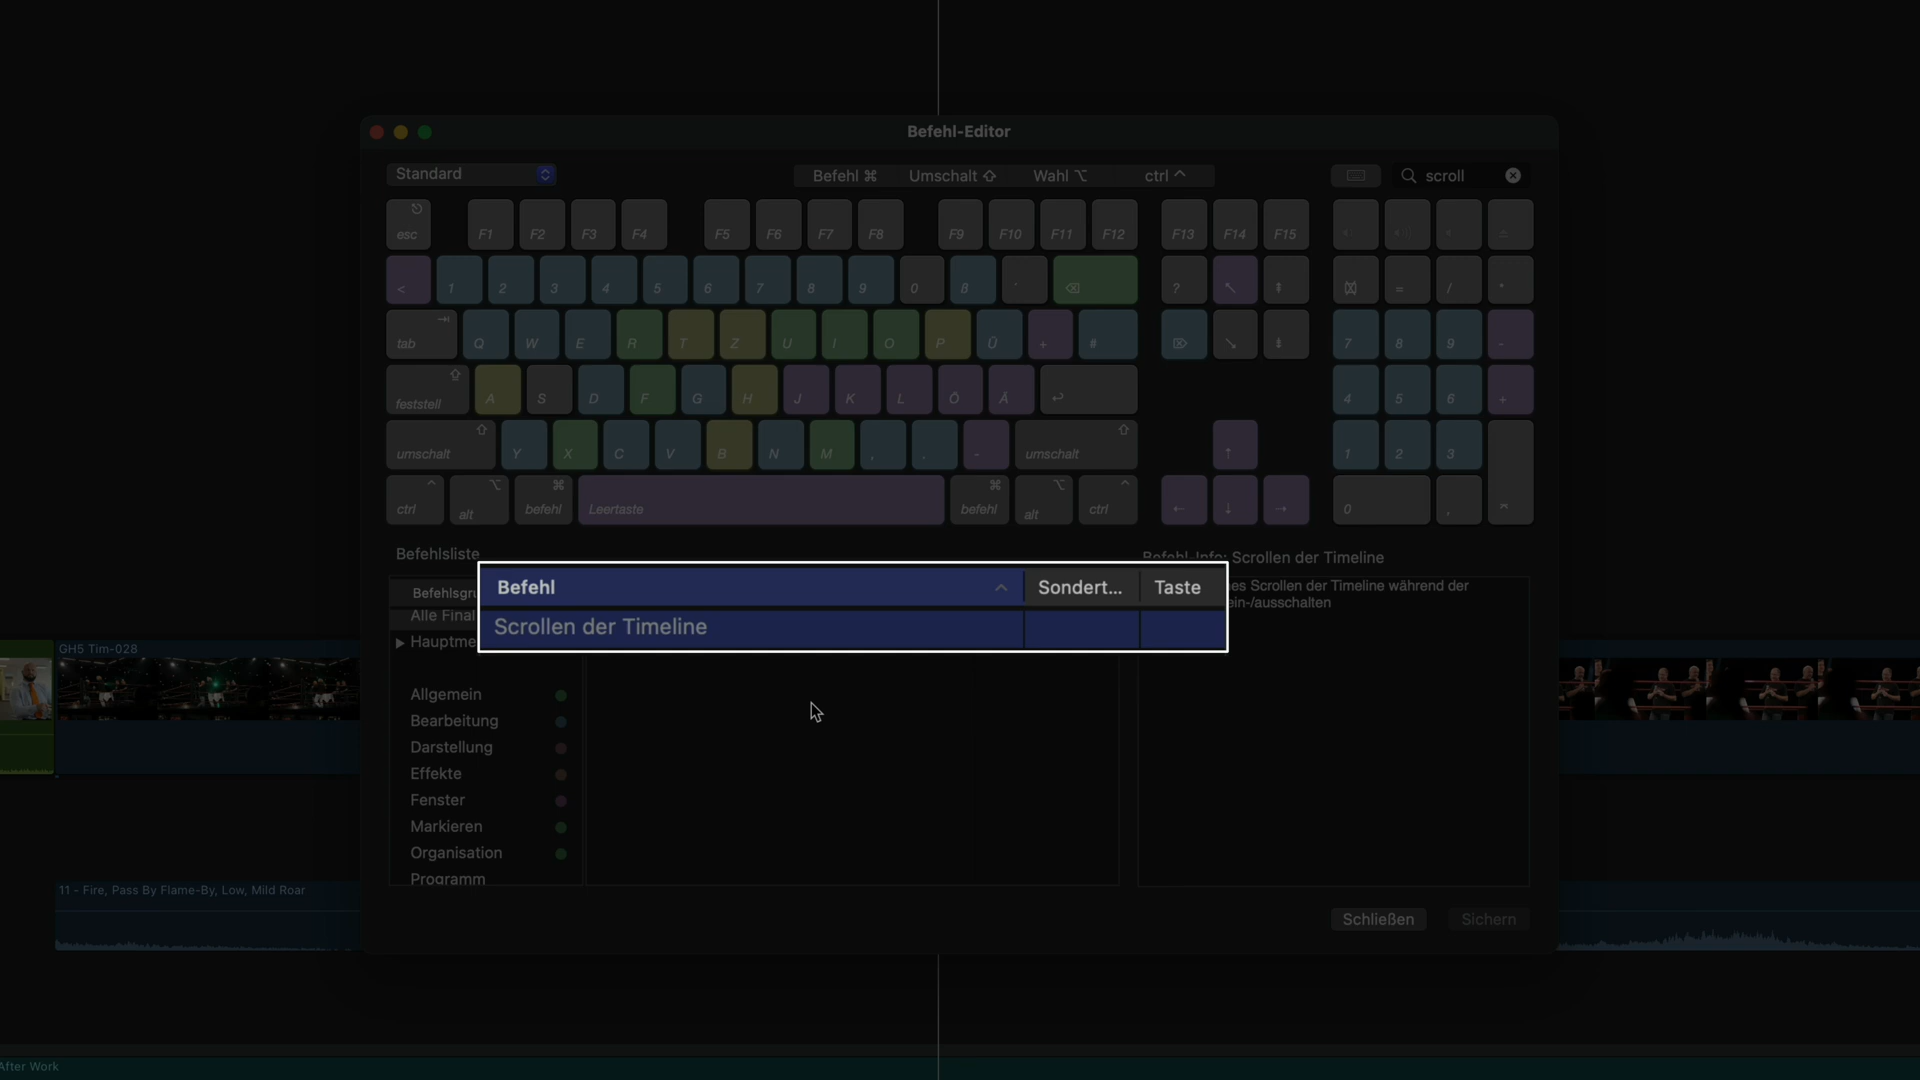 Befehl-Editor
Standard
Befehl ⌘ Umschalt ⇧ Wahl ⌥ ctrl ^
scroll
esc F1 F2 F3 F4 F5 F6 F7 F8 F9 F10 F11 F12 F13 F14 F15
< 1 2 3 4 5 6 7 8 9 0 ß ´ ⌫ ? ↖ ⇞ = / *
tab Q W E R T Z U I O P Ü + # ⌦ ↘ ⇟ 7 8 9 -
feststell A S D F G H J K L Ö Ä ↩ 4 5 6 +
umschalt Y X C V B N M , . - umschalt ↑ 1 2 3
ctrl alt befehl Leertaste befehl alt ctrl ← ↓ → 0 , ⌤
Befehlsliste
Scrollen der Timeline
Befehl Sondert... Taste
Scrollen der Timeline
Alle Final
Allgemein
Bearbeitung
Darstellung
Effekte
Fenster
Markieren
Organisation
Programm
es Scrollen der Timeline während der
ein-/ausschalten
Schließen Sichern
GH5 Tim-028
11 - Fire, Pass By Flame-By, Low, Mild Roar
After Work